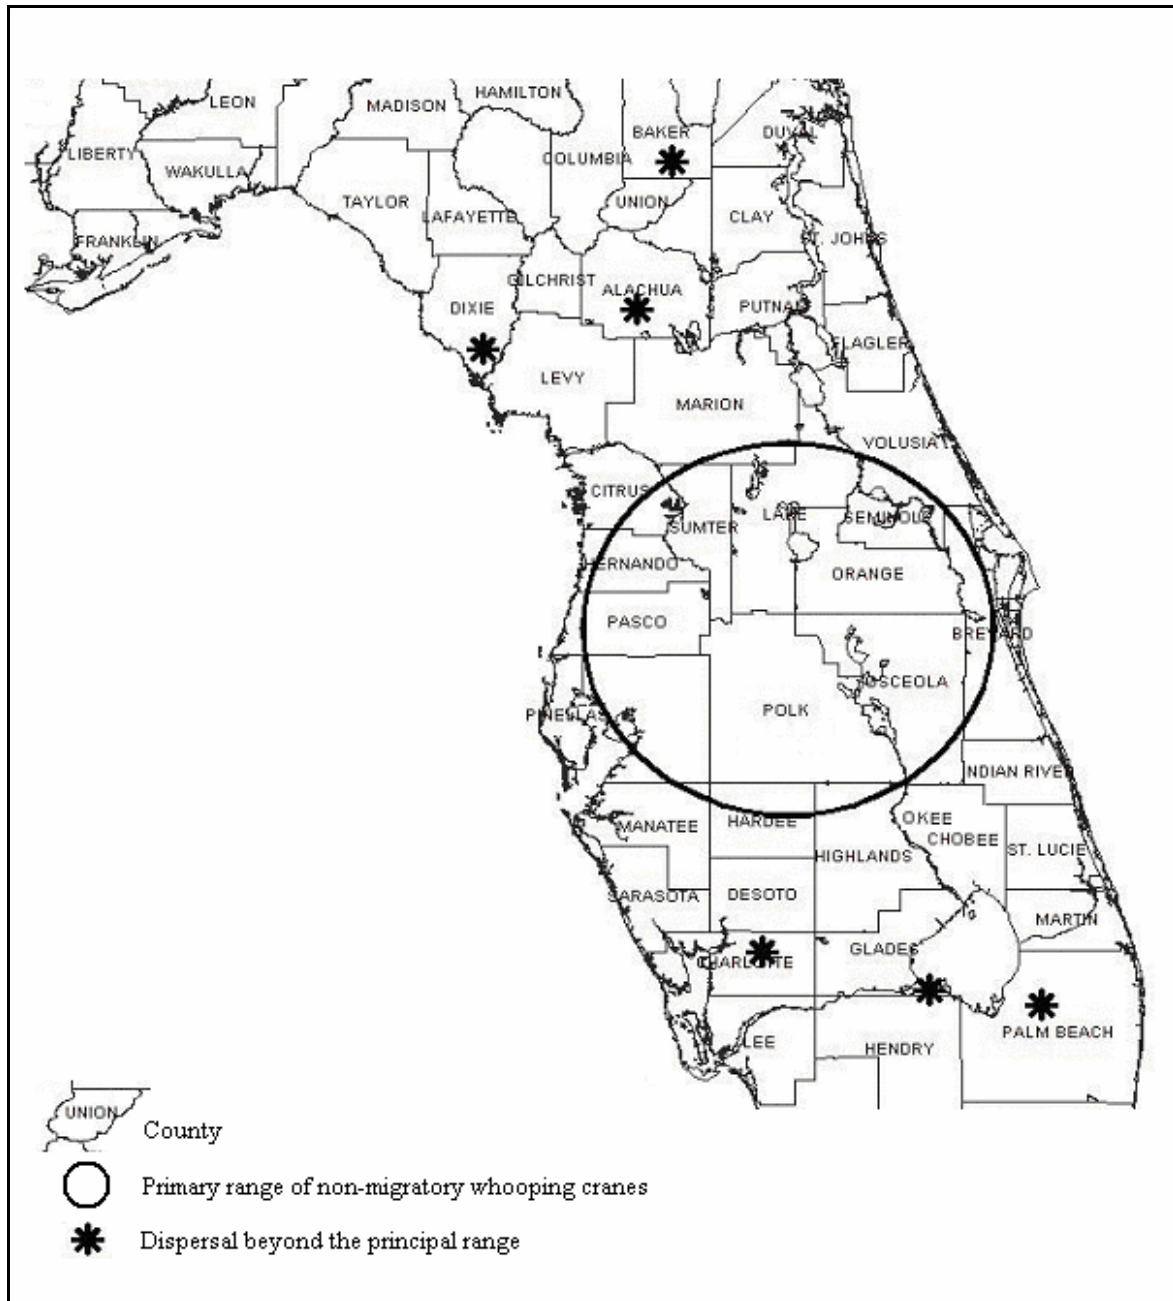 HAMILTON
LEON
MADISON
BAKER
DUVAL
LIBERTY
COLUMBIA
WAKULLA
TAYLOR
UNION
LAFAYETTE
CLAY
FRANKLIN
ST. JOHNS
GILCHRIST
ALACHUA
DIXIE
PUTNAM
FLAGLER
LEVY
MARION
VOLUSIA
CITRUS
LAKE
SEMINOLE
SUMTER
HERNANDO
ORANGE
PASCO
BREVARD
OSCEOLA
POLK
PINELLAS
INDIAN RIVER
MANATEE
HARDEE
OKEE
CHOBEE
HIGHLANDS
ST. LUCIE
SARASOTA
DESOTO
MARTIN
CHARLOTTE
GLADES
PALM BEACH
LEE
HENDRY
UNION
County
Primary range of non-migratory whooping cranes
Dispersal beyond the principal range